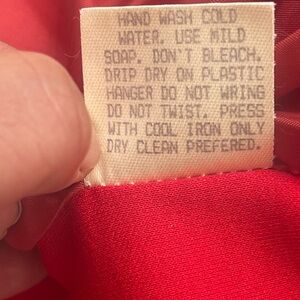 HAND WASH COLD
WATER. USE MILD
SOAP. DON'T BLEACH.
DRIP DRY ON PLASTIC
HANGER DO NOT WRING
DO NOT TWIST. PRESS
WITH COOL IRON ONLY
DRY CLEAN PREFERED.